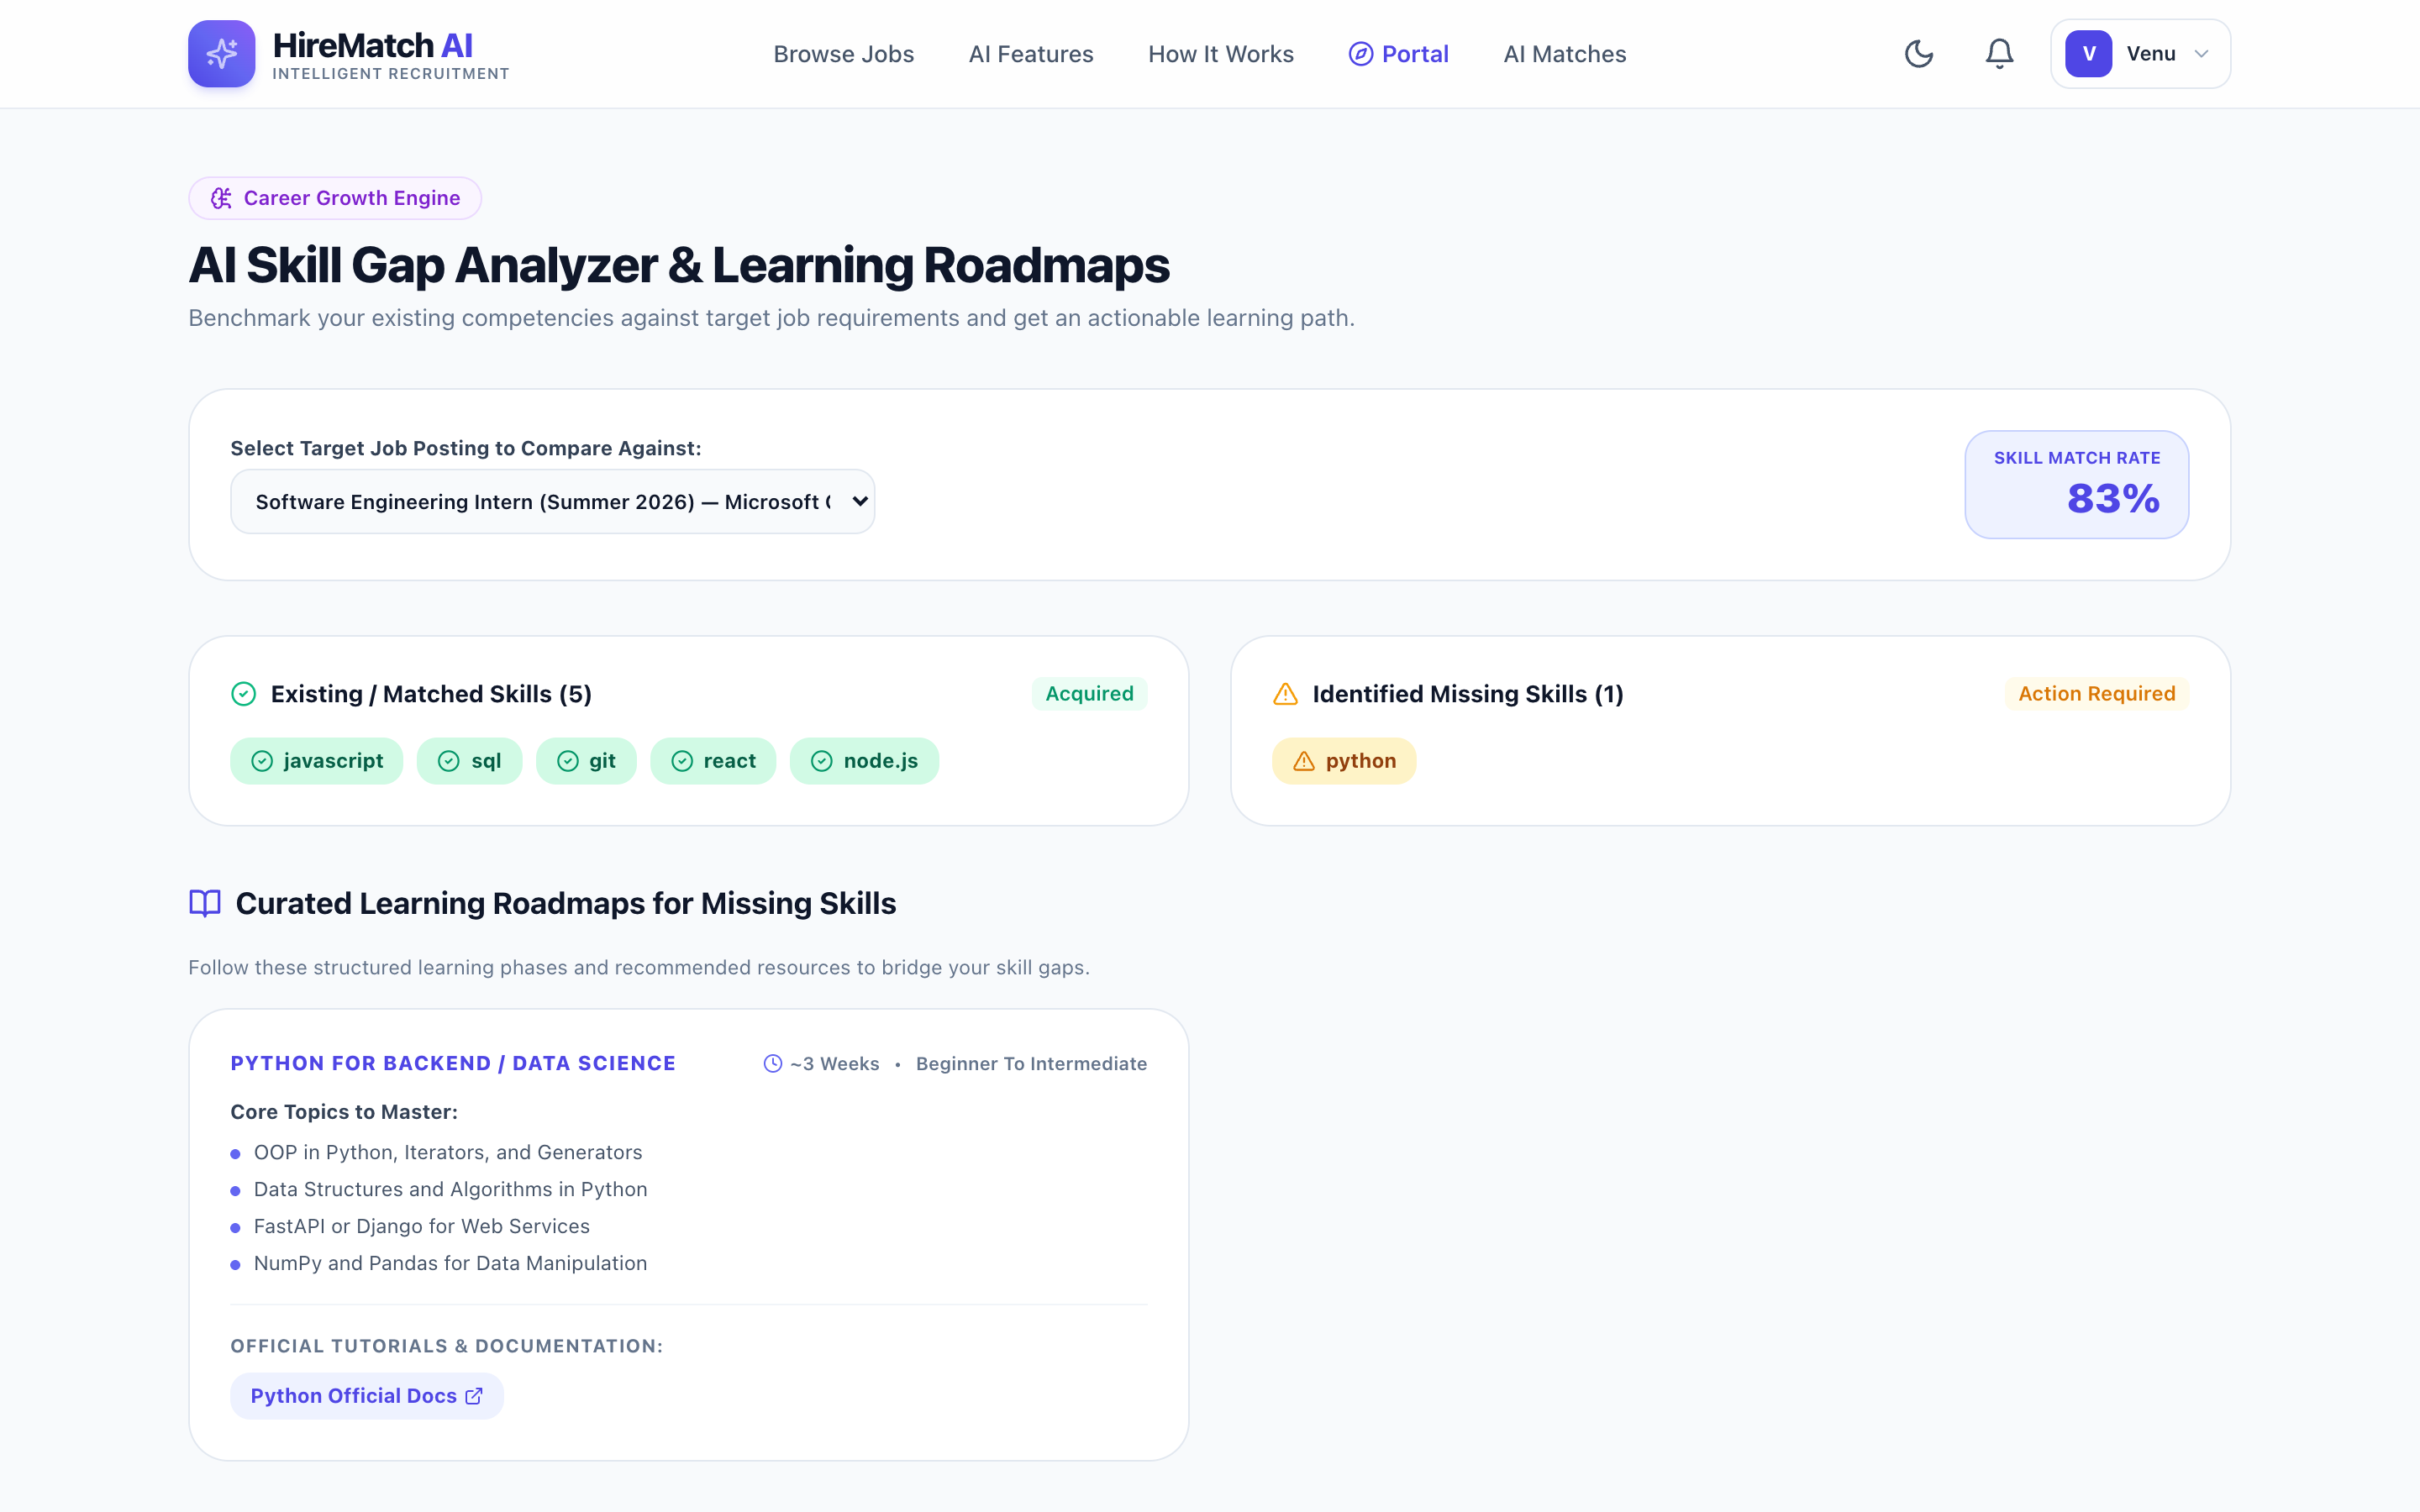 HireMatch AI
INTELLIGENT RECRUITMENT
Browse Jobs
AI Features
How It Works
Portal
AI Matches
V
Venu
Career Growth Engine
AI Skill Gap Analyzer & Learning Roadmaps
Benchmark your existing competencies against target job requirements and get an actionable learning path.
Select Target Job Posting to Compare Against:
Software Engineering Intern (Summer 2026) — Microsoft
SKILL MATCH RATE
83%
Existing / Matched Skills (5)
Acquired
javascript
sql
git
react
node.js
Identified Missing Skills (1)
Action Required
python
Curated Learning Roadmaps for Missing Skills
Follow these structured learning phases and recommended resources to bridge your skill gaps.
PYTHON FOR BACKEND / DATA SCIENCE
~3 Weeks • Beginner To Intermediate
Core Topics to Master:
OOP in Python, Iterators, and Generators
Data Structures and Algorithms in Python
FastAPI or Django for Web Services
NumPy and Pandas for Data Manipulation
OFFICIAL TUTORIALS & DOCUMENTATION:
Python Official Docs